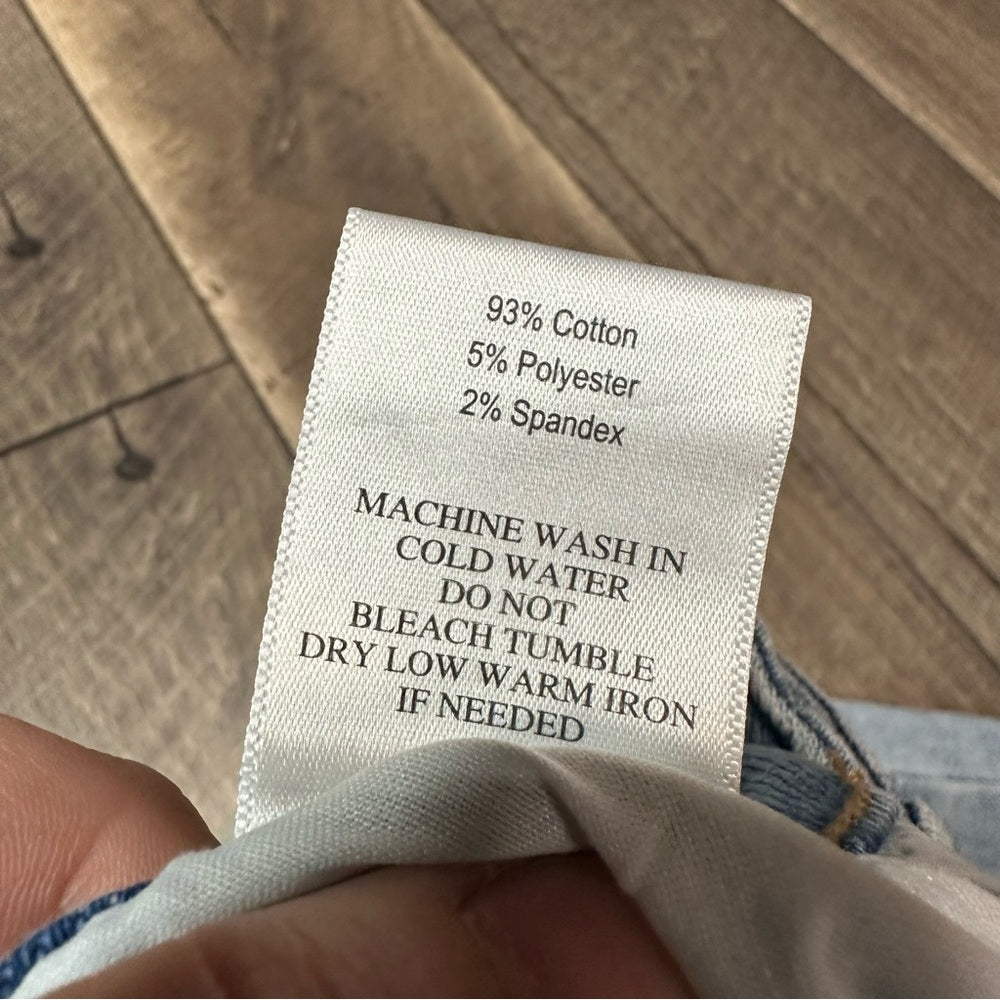 93% Cotton
5% Polyester
2% Spandex
MACHINE WASH IN
COLD WATER
DO NOT
BLEACH TUMBLE
DRY LOW WARM IRON
IF NEEDED